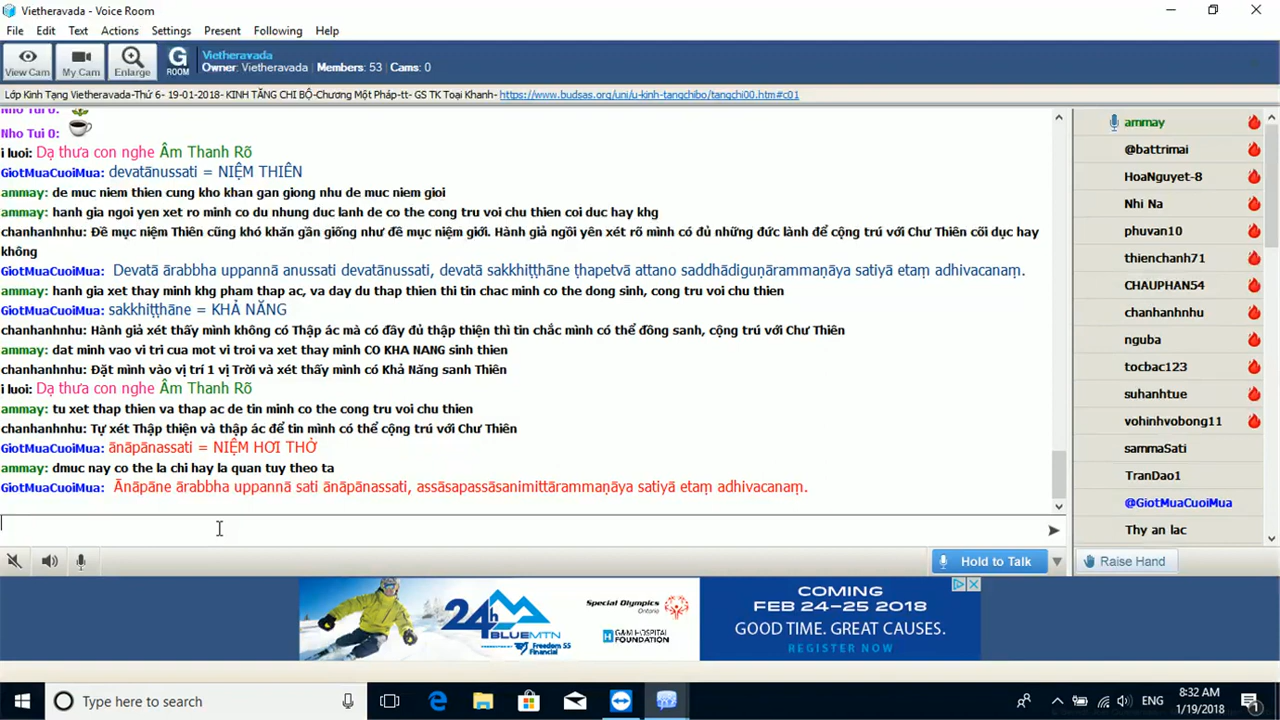 Vietheravada - Voice Room
File Edit Text Actions Settings Present Following Help
View Cam My Cam Enlarge G ROOM
Vietheravada
Owner: Vietheravada | Members: 53 | Cams: 0
Lớp Kinh Tạng Vietheravada-Thứ 6- 19-01-2018- KINH TĂNG CHI BỘ-Chương Một Pháp-tt- GS TK Toại Khanh- https://www.budsas.org/uni/u-kinh-tangchibo/tangchi00.htm#c01
Nho Tui 0:
Nho Tui 0:
i luoi: Dạ thưa con nghe Âm Thanh Rõ
GiotMuaCuoiMua: devatānussati = NIỆM THIÊN
ammay: de muc niem thien cung kho khan gan giong nhu de muc niem gioi
ammay: hanh gia ngoi yen xet ro minh co du nhung duc lanh de co the cong tru voi chu thien coi duc hay khg
chanhanhnhu: Đề mục niệm Thiên cũng khó khăn gần giống như đề mục niệm giới. Hành giả ngồi yên xét rõ mình có đủ những đức lành để cộng trú với Chư Thiên cõi dục hay
không
GiotMuaCuoiMua: Devatā ārabbha uppannā anussati devatānussati, devatā sakkhiṭṭhāne ṭhapetvā attano saddhādiguṇārammaṇāya satiyā etaṃ adhivacanaṃ.
ammay: hanh gia xet thay minh khg pham thap ac, va day du thap thien thi tin chac minh co the dong sinh, cong tru voi chu thien
GiotMuaCuoiMua: sakkhiṭṭhāne = KHẢ NĂNG
chanhanhnhu: Hành giả xét thấy mình không có Thập ác mà có đầy đủ thập thiện thì tin chắc mình có thể đồng sanh, cộng trú với Chư Thiên
ammay: dat minh vao vi tri cua mot vi troi va xet thay minh CO KHA NANG sinh thien
chanhanhnhu: Đặt mình vào vị trí 1 vị Trời và xét thấy mình có Khả Năng sanh Thiên
i luoi: Dạ thưa con nghe Âm Thanh Rõ
ammay: tu xet thap thien va thap ac de tin minh co the cong tru voi chu thien
chanhanhnhu: Tự xét Thập thiện và thập ác để tin mình có thể cộng trú với Chư Thiên
GiotMuaCuoiMua: ānāpānassati = NIỆM HƠI THỞ
ammay: dmuc nay co the la chi hay la quan tuy theo ta
GiotMuaCuoiMua: Ānāpāne ārabbha uppannā sati ānāpānassati, assāsapassāsanimittārammaṇāya satiyā etaṃ adhivacanaṃ.
ammay
@battrimai
HoaNguyet-8
Nhi Na
phuvan10
thienchanh71
CHAUPHAN54
chanhanhnhu
nguba
tocbac123
suhanhtue
vohinhvobong11
sammaSati
TranDao1
@GiotMuaCuoiMua
Thy an lac
Hold to Talk
Raise Hand
24h BLUEMTN
PRESENTED BY Freedom 55 Financial
Special Olympics Ontario
G&M HOSPITAL FOUNDATION
COMING
FEB 24-25 2018
GOOD TIME. GREAT CAUSES.
REGISTER NOW
Type here to search
ENG
8:32 AM
1/19/2018
1